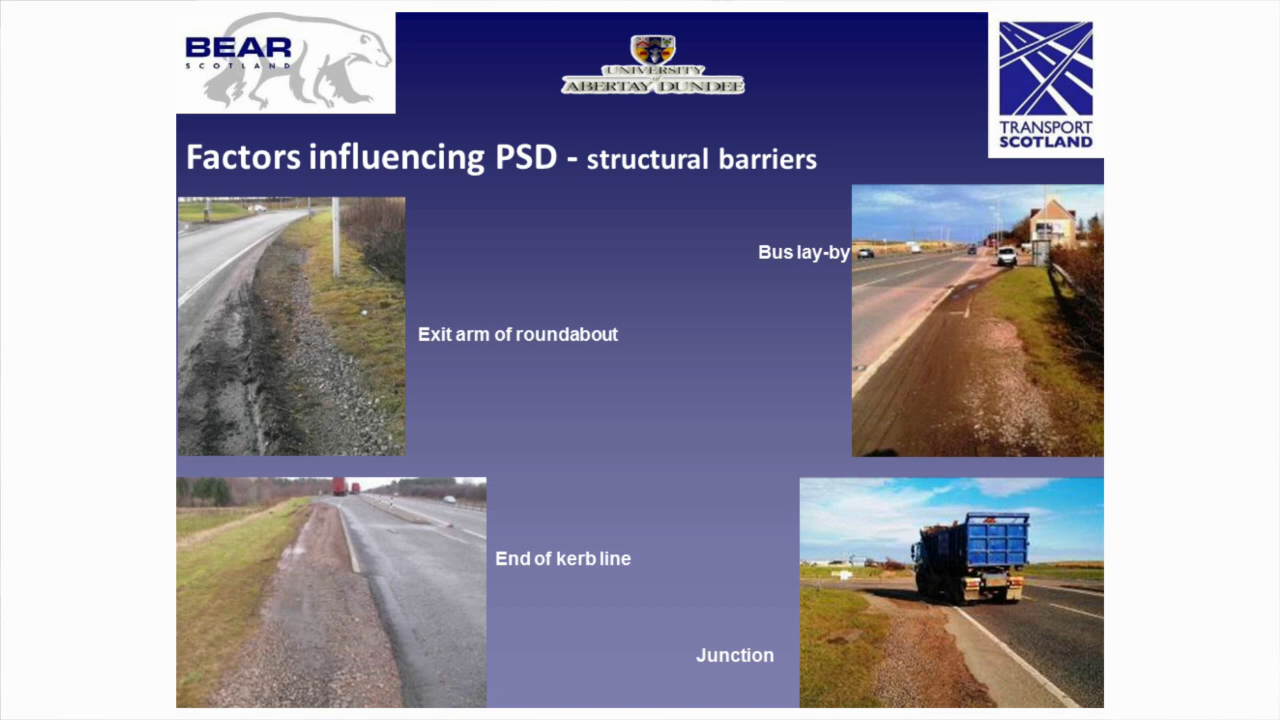 BEAR
SCOTLAND
UNIVERSITY
of
ABERTAY DUNDEE
TRANSPORT
SCOTLAND
Factors influencing PSD - structural barriers
Bus lay-by
Exit arm of roundabout
End of kerb line
Junction